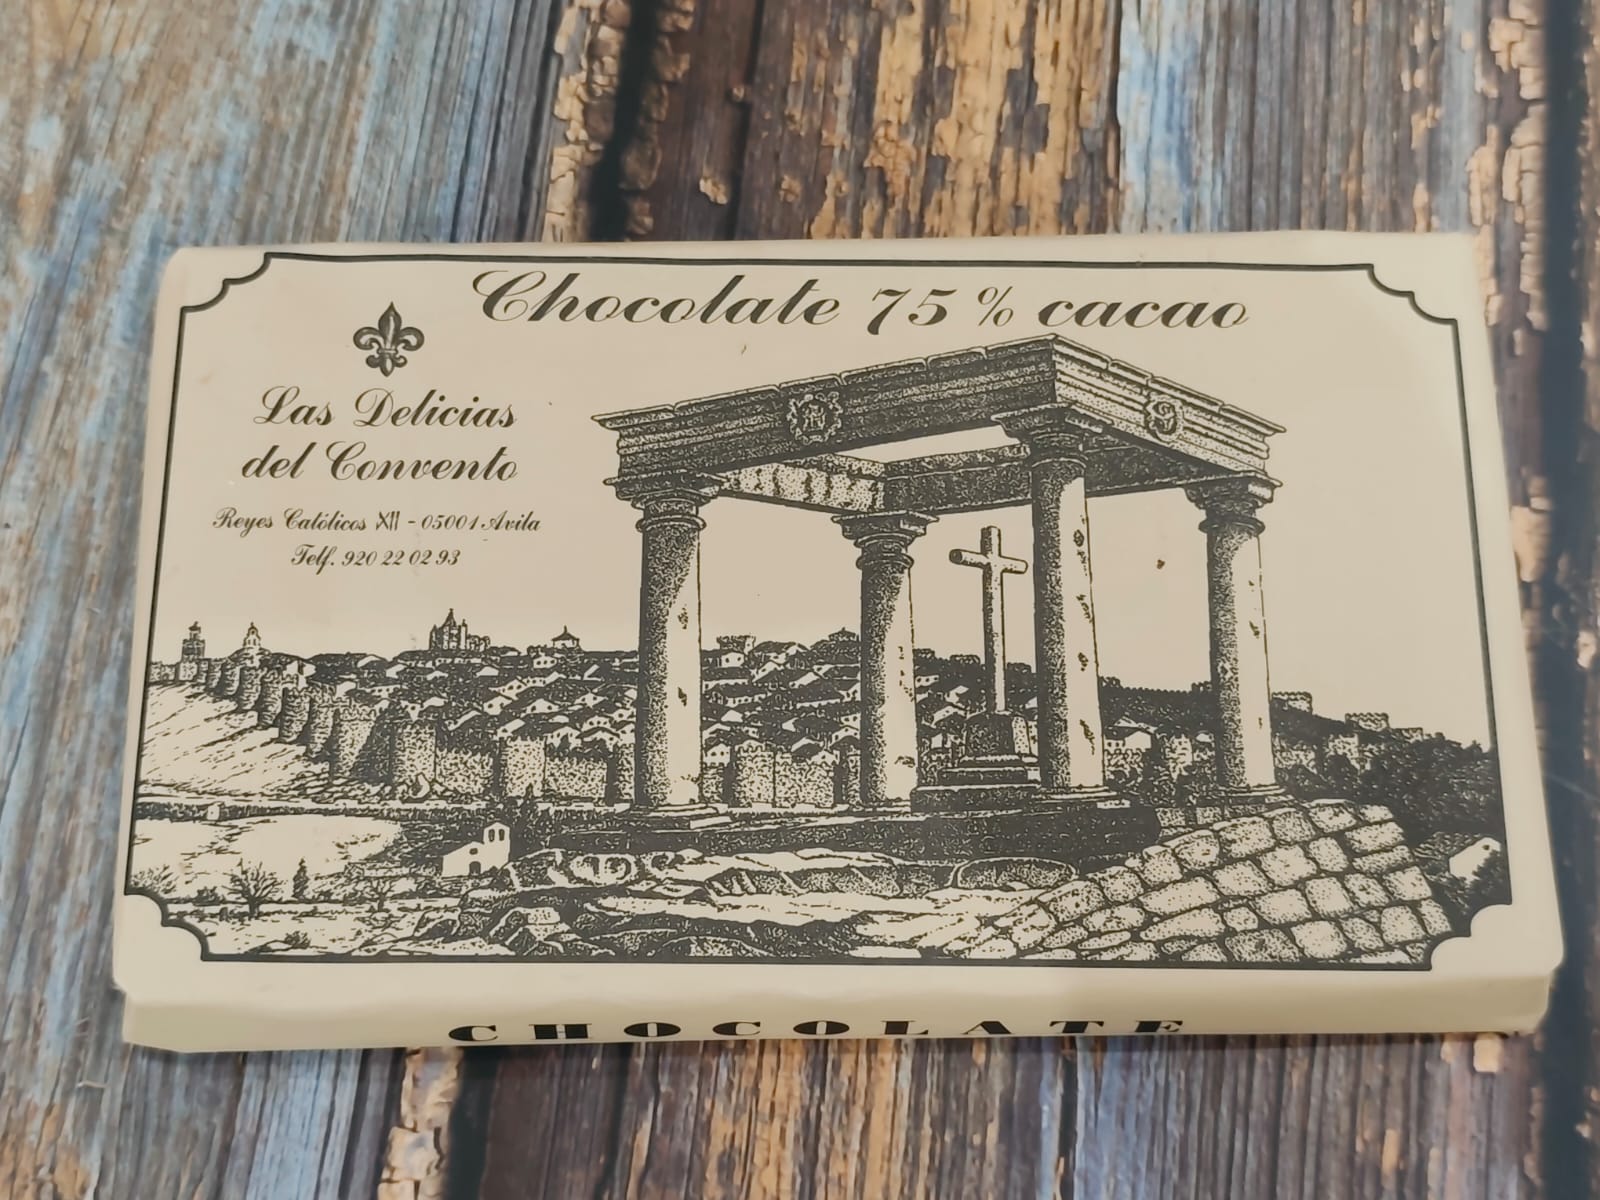 Chocolate 75% cacao
Las Delicias
del Convento
Reyes Católicos XII - 05001 Avila
Telf. 920 22 02 93
CHOCOLATE